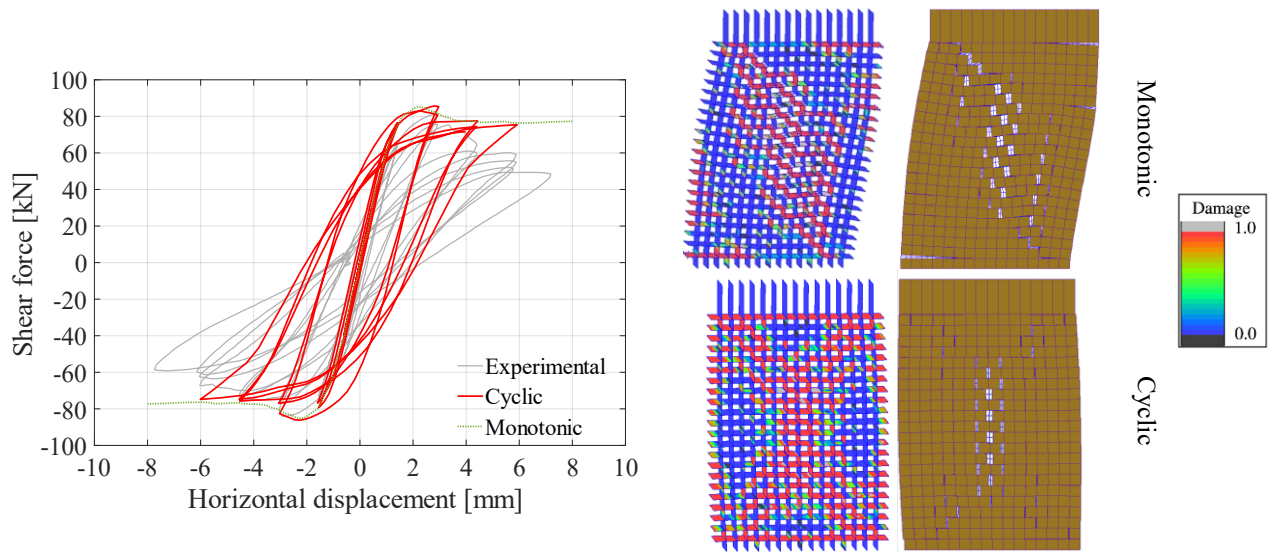 100
80
60
40
20
0
-20
-40
-60
-80
-100
Shear force [kN]
Experimental
Cyclic
Monotonic
-10 -8 -6 -4 -2 0 2 4 6 8 10
Horizontal displacement [mm]
Monotonic
Cyclic
Damage
1.0
0.0